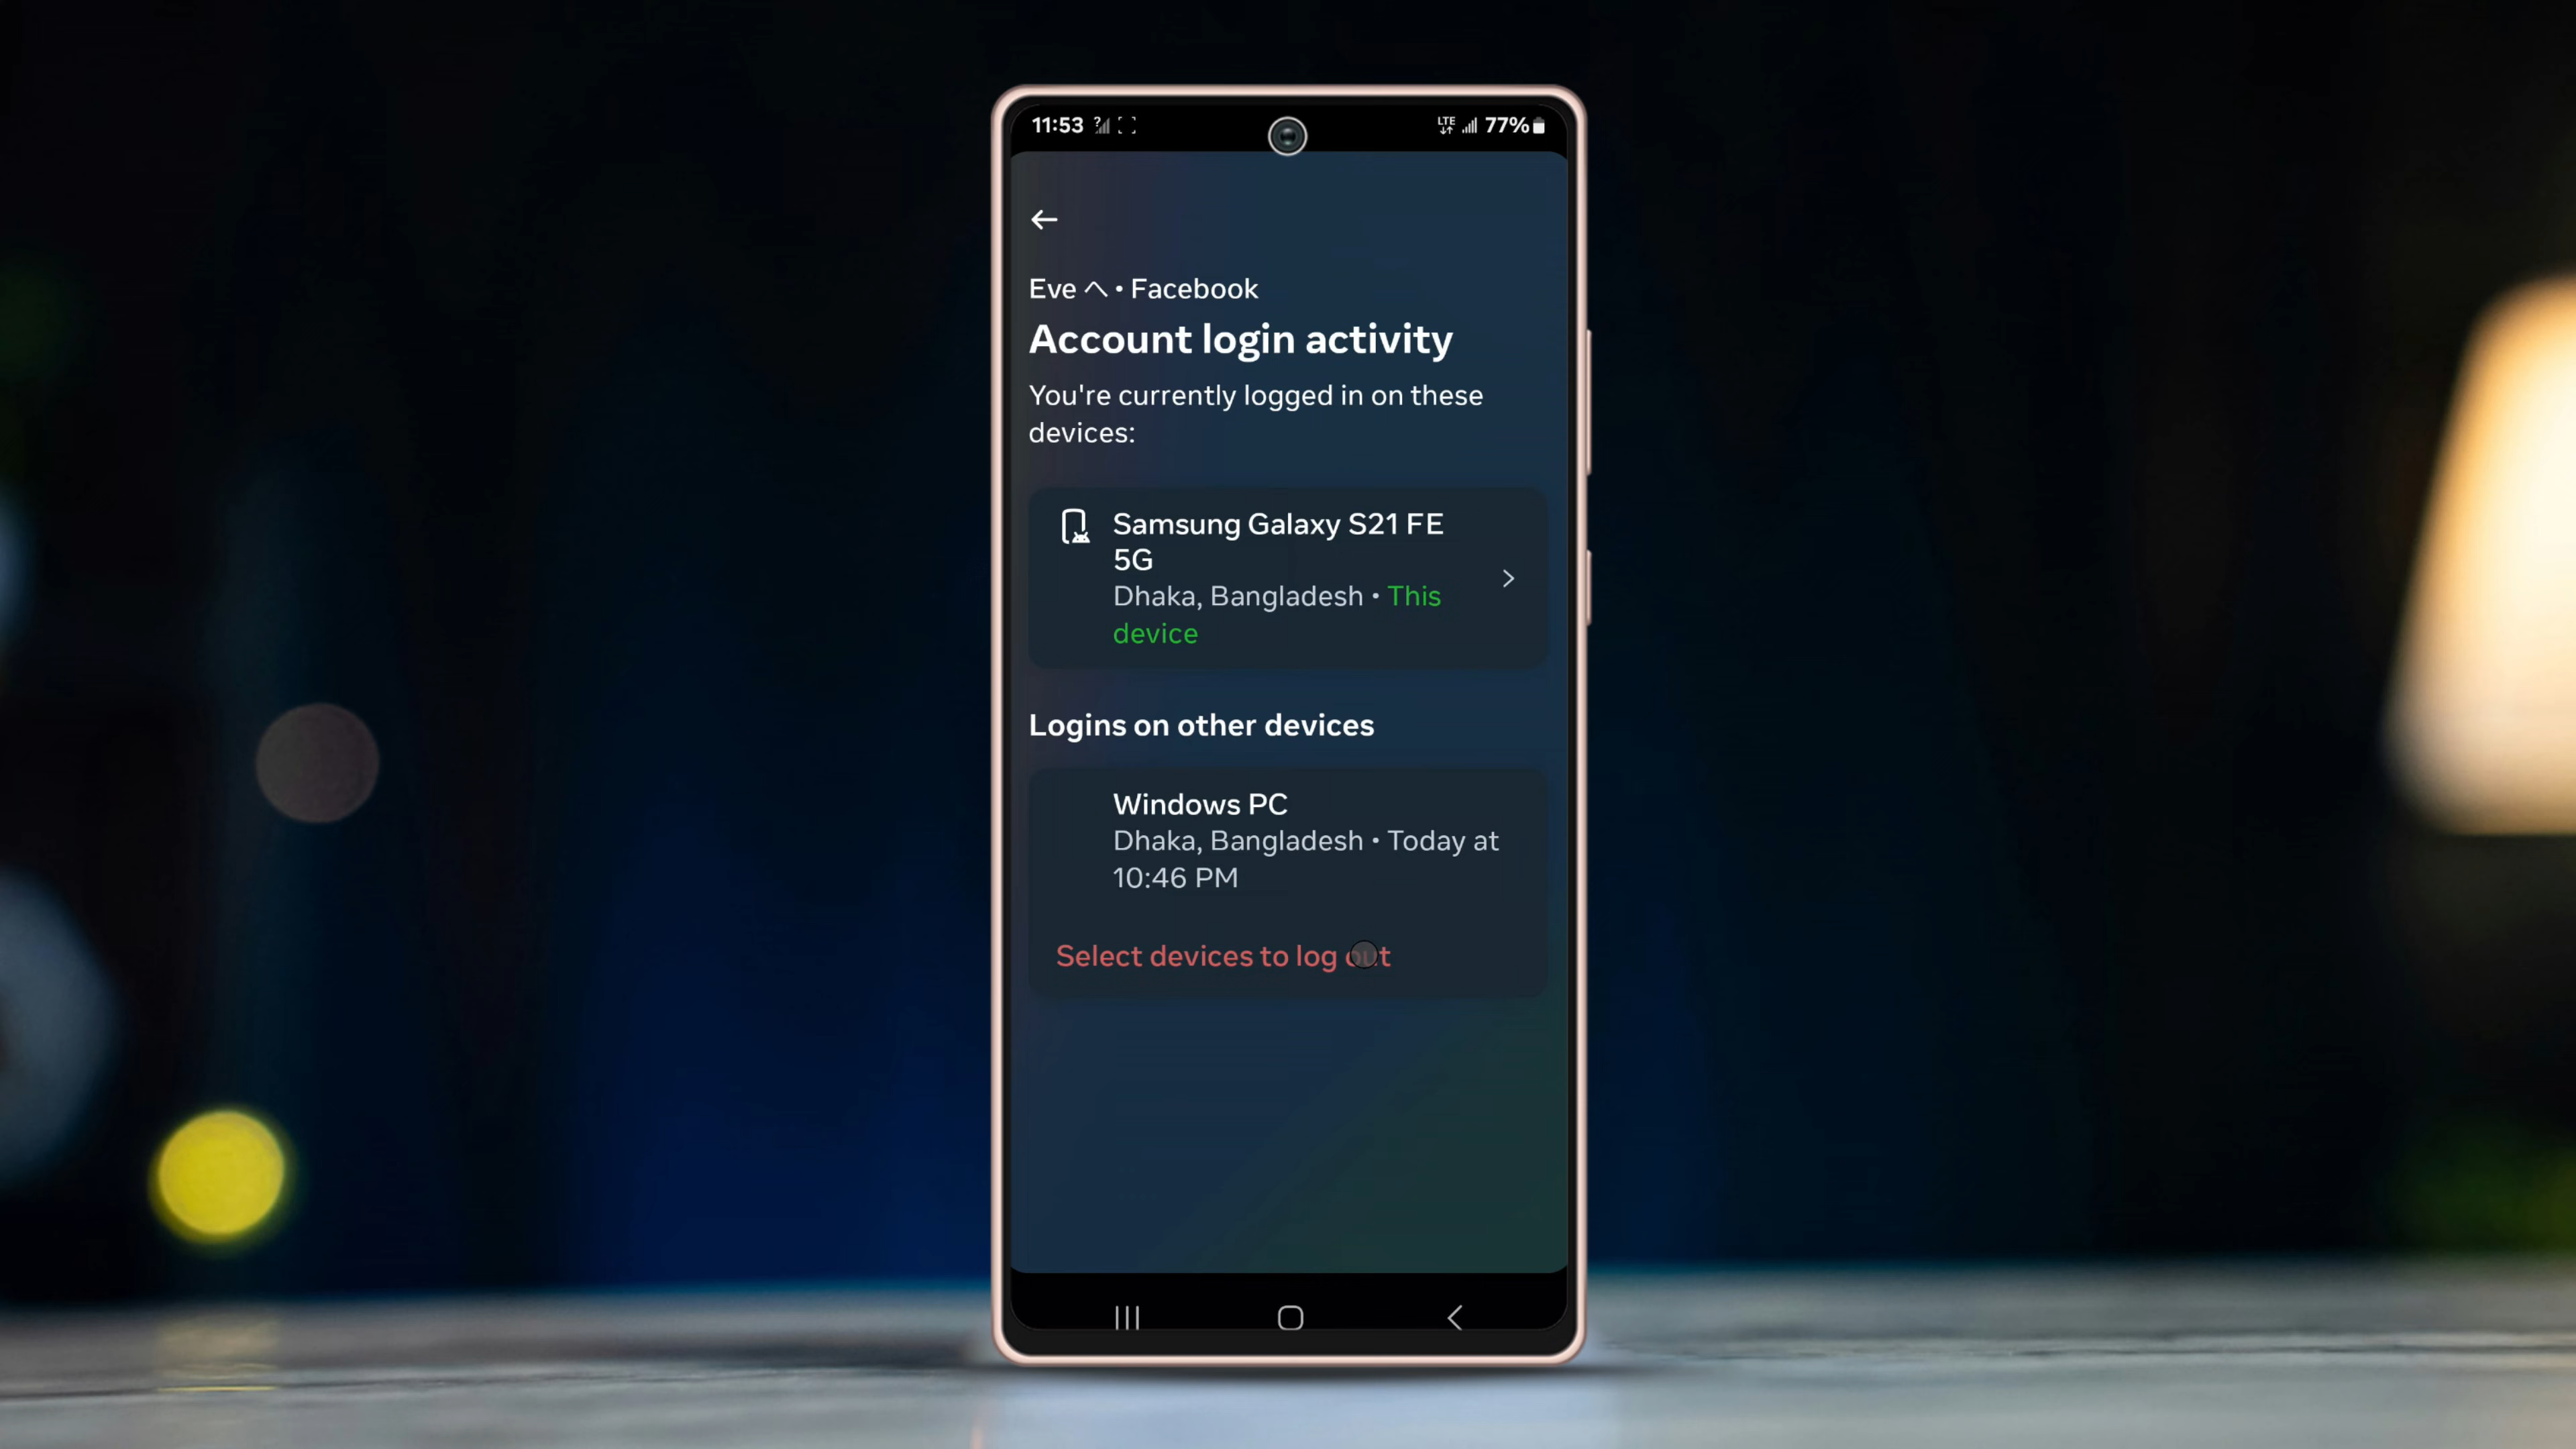 11:53 LTE 77%
Eve へ • Facebook
Account login activity
You're currently logged in on these
devices:
Samsung Galaxy S21 FE
5G
Dhaka, Bangladesh • This
device
Logins on other devices
Windows PC
Dhaka, Bangladesh • Today at
10:46 PM
Select devices to log out